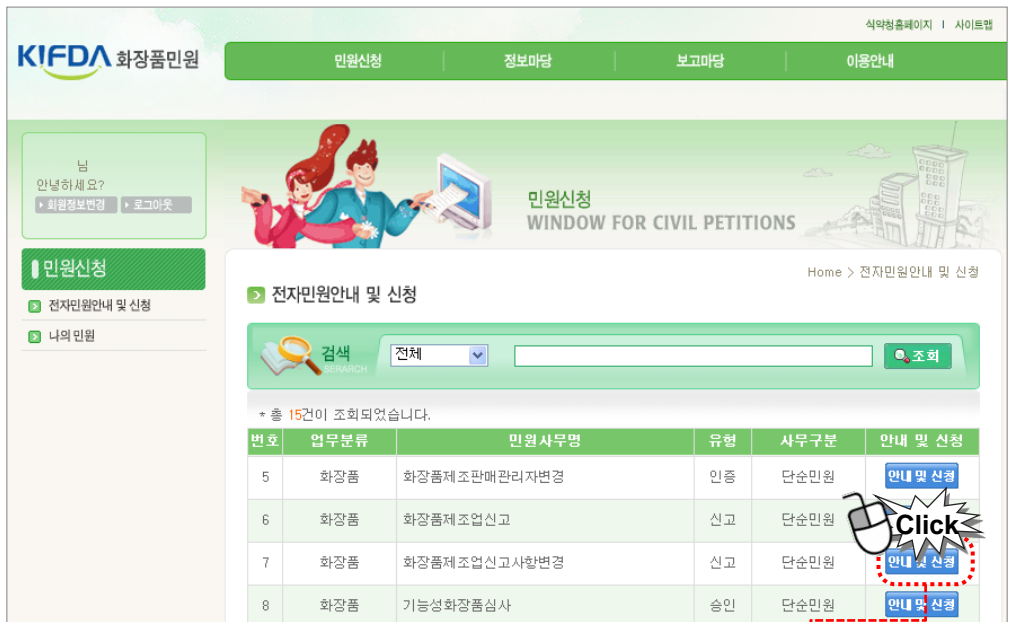 식약청홈페이지 | 사이트맵
KIFDA 화장품민원
민원신청 정보마당 보고마당 이용안내
님
안녕하세요?
회원정보변경 로그아웃
민원신청
WINDOW FOR CIVIL PETITIONS
민원신청
전자민원안내 및 신청
나의 민원
Home > 전자민원안내 및 신청
전자민원안내 및 신청
검색
SERARCH
전체
조회
* 총 15건이 조회되었습니다.
번호 업무분류 민원사무명 유형 사무구분 안내 및 신청
5 화장품 화장품제조판매관리자변경 인증 단순민원 안내 및 신청
6 화장품 화장품제조업신고 신고 단순민원
Click
7 화장품 화장품제조업신고사항변경 신고 단순민원 안내 및 신청
8 화장품 기능성화장품심사 승인 단순민원 안내 및 신청